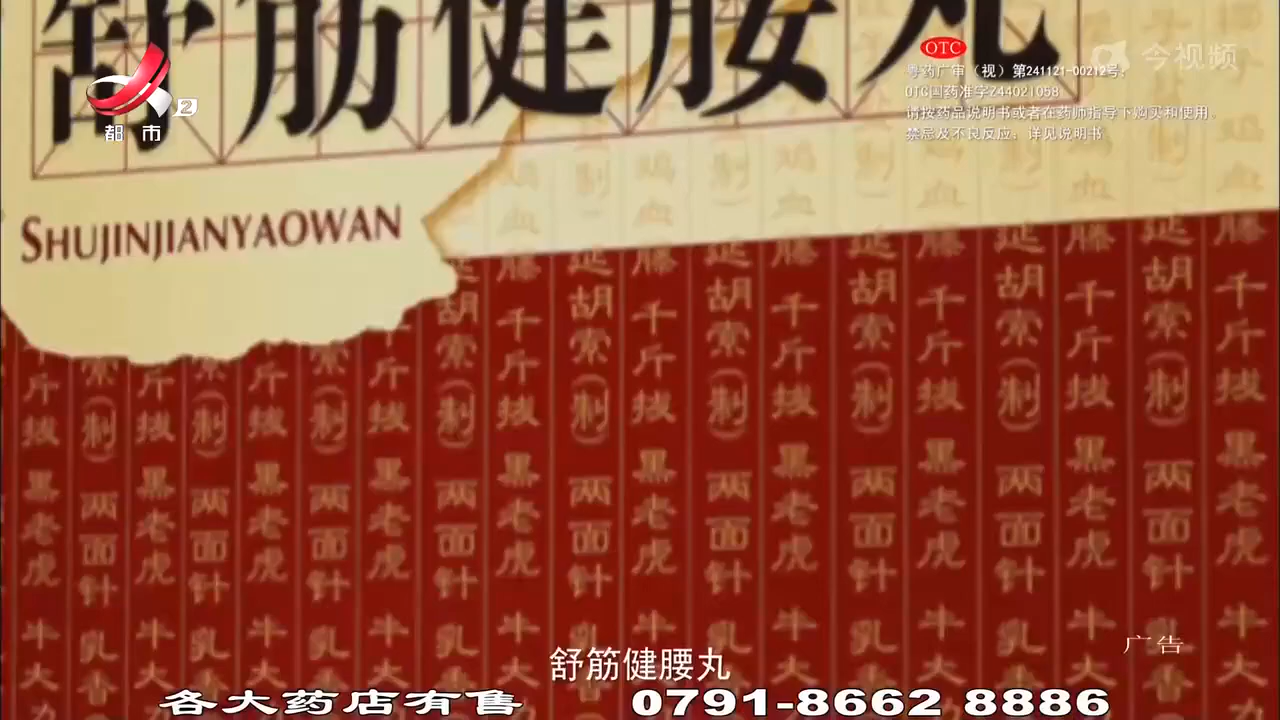 舒筋健腰丸
都市
2
OTC
粤药广审（视）第241121-00212号
OTC国药准字Z44021058
请按药品说明书或者在药师指导下购买和使用
禁忌及不良反应：详见说明书
今视频
SHUJINJIANYAOWAN
鸡血藤 千斤拔 黑老虎 牛大力
延胡索(制) 两面针 乳香
广告
舒筋健腰丸
各大药店有售 0791-8662 8886